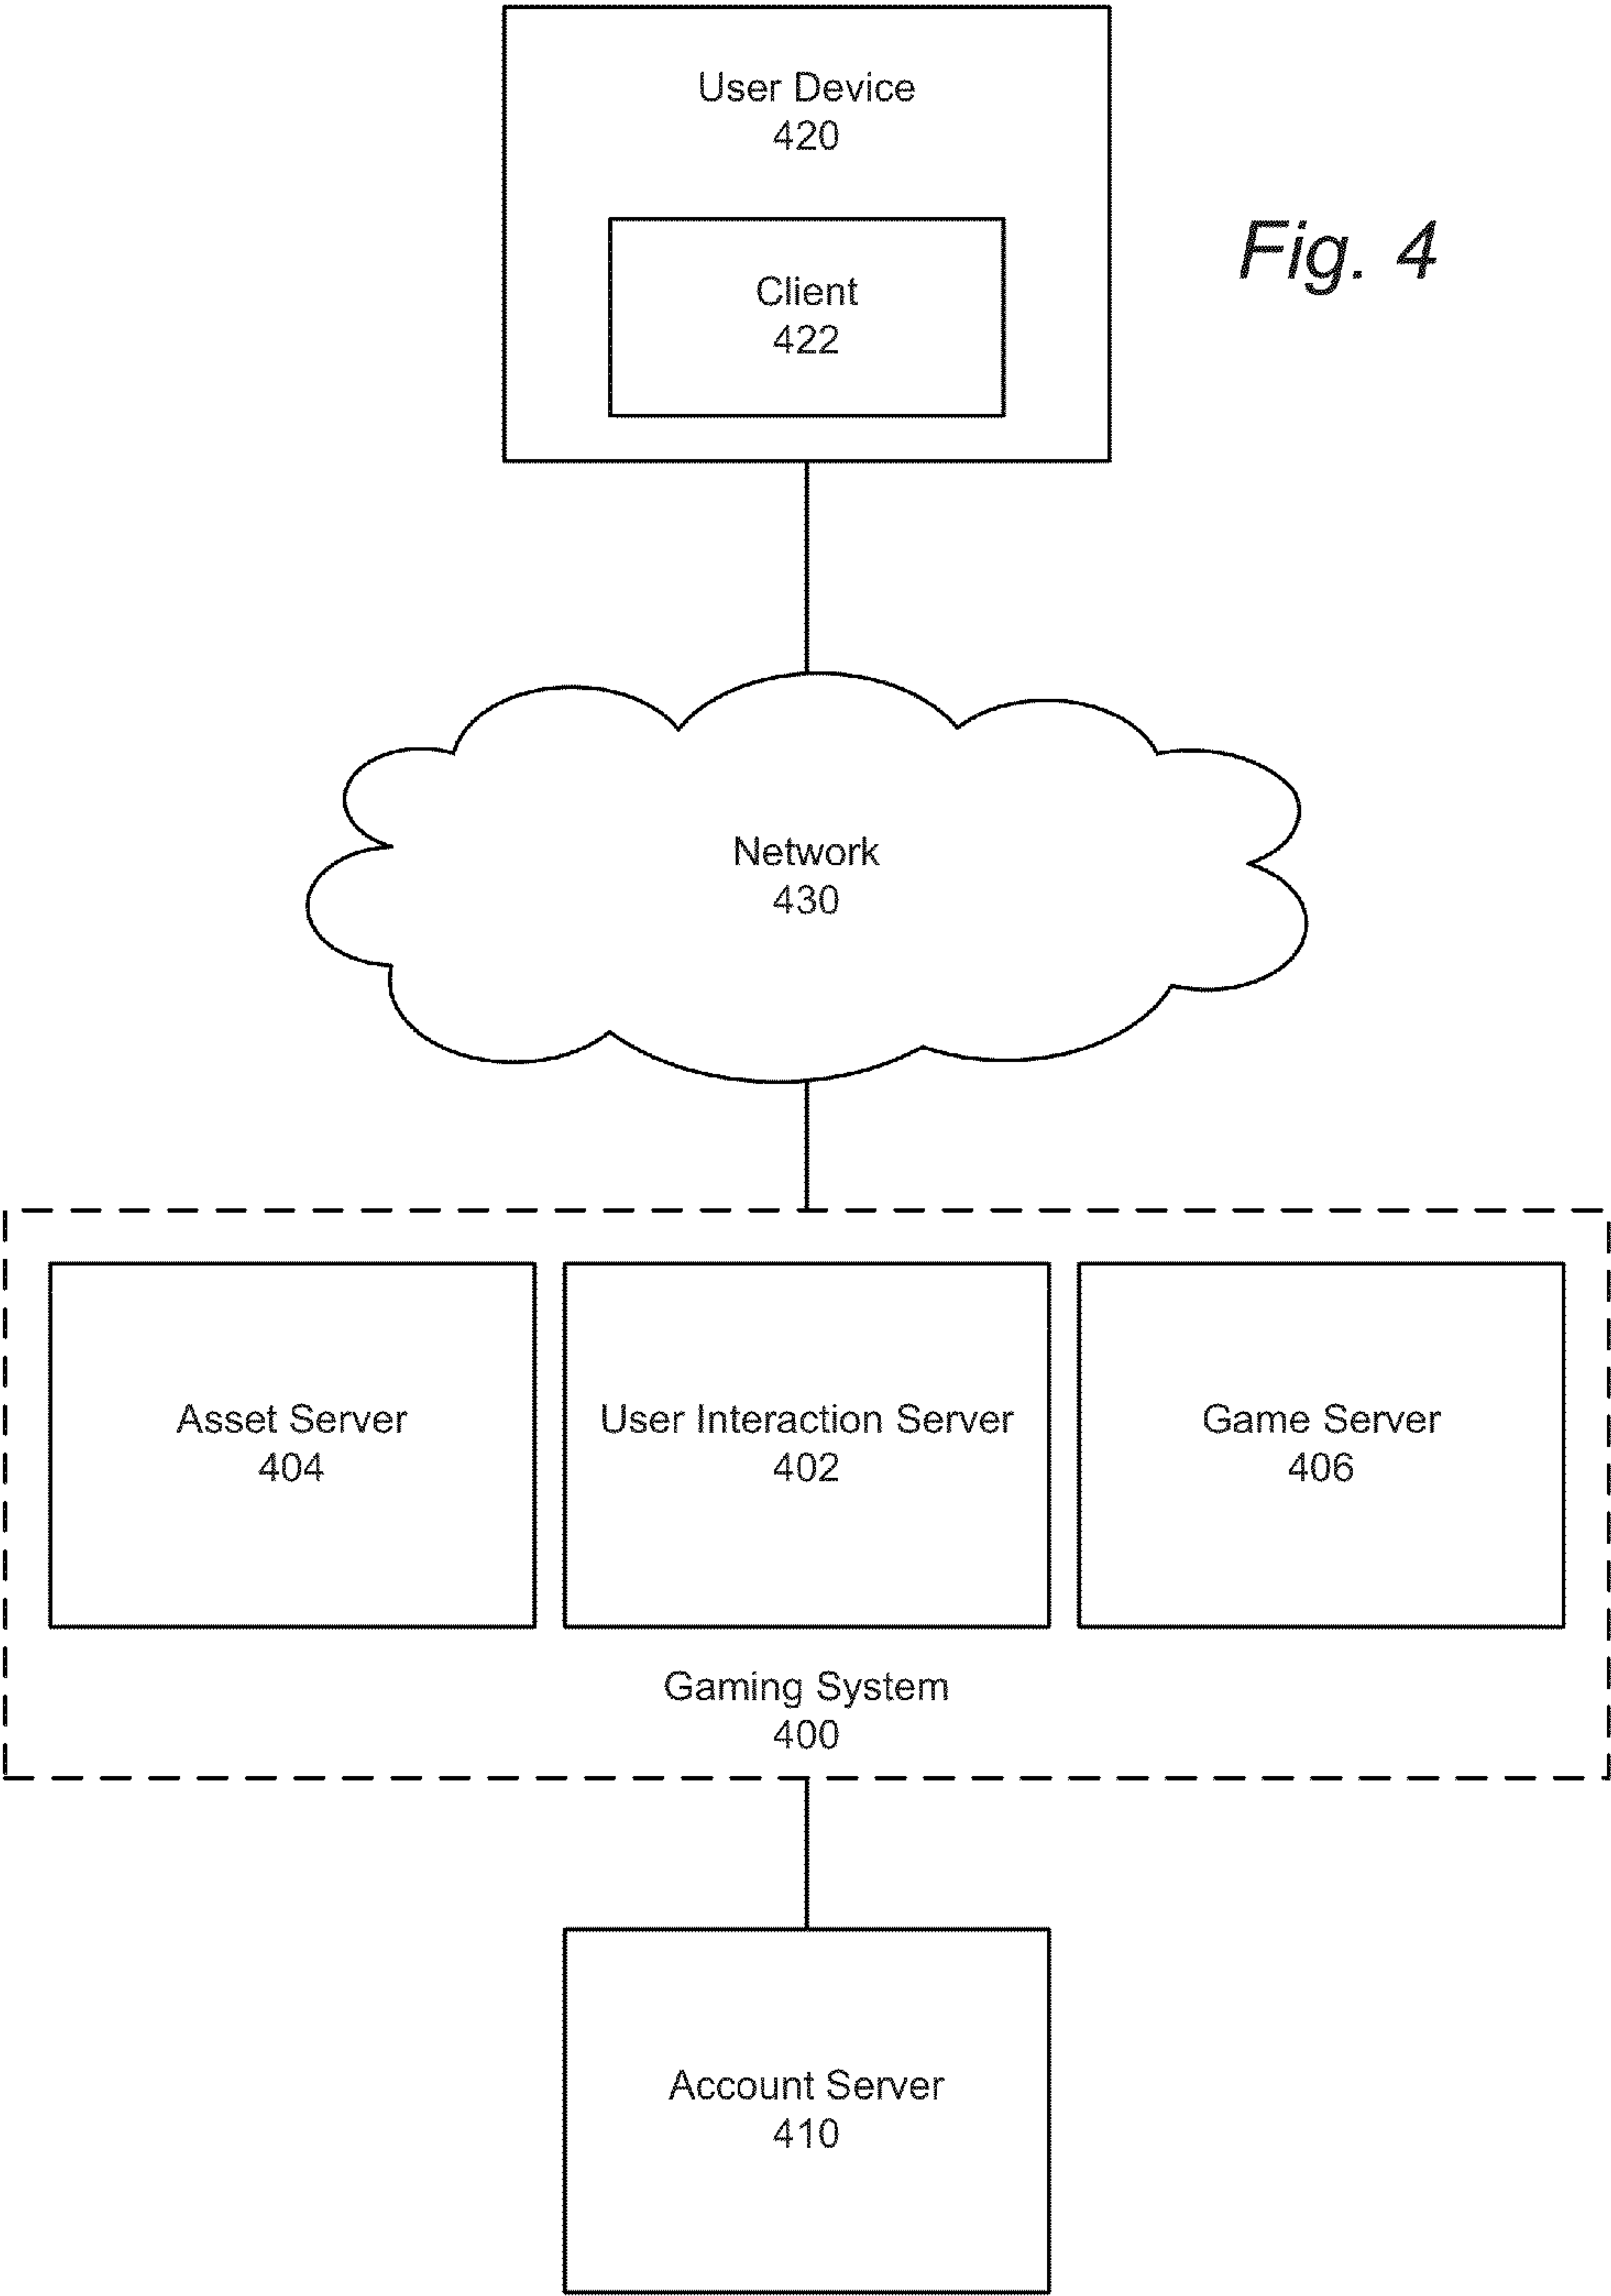 User Device
420
Fig. 4
Client
422
Network
430
Asset Server
404
User Interaction Server
402
Game Server
406
Gaming System
400
Account Server
410